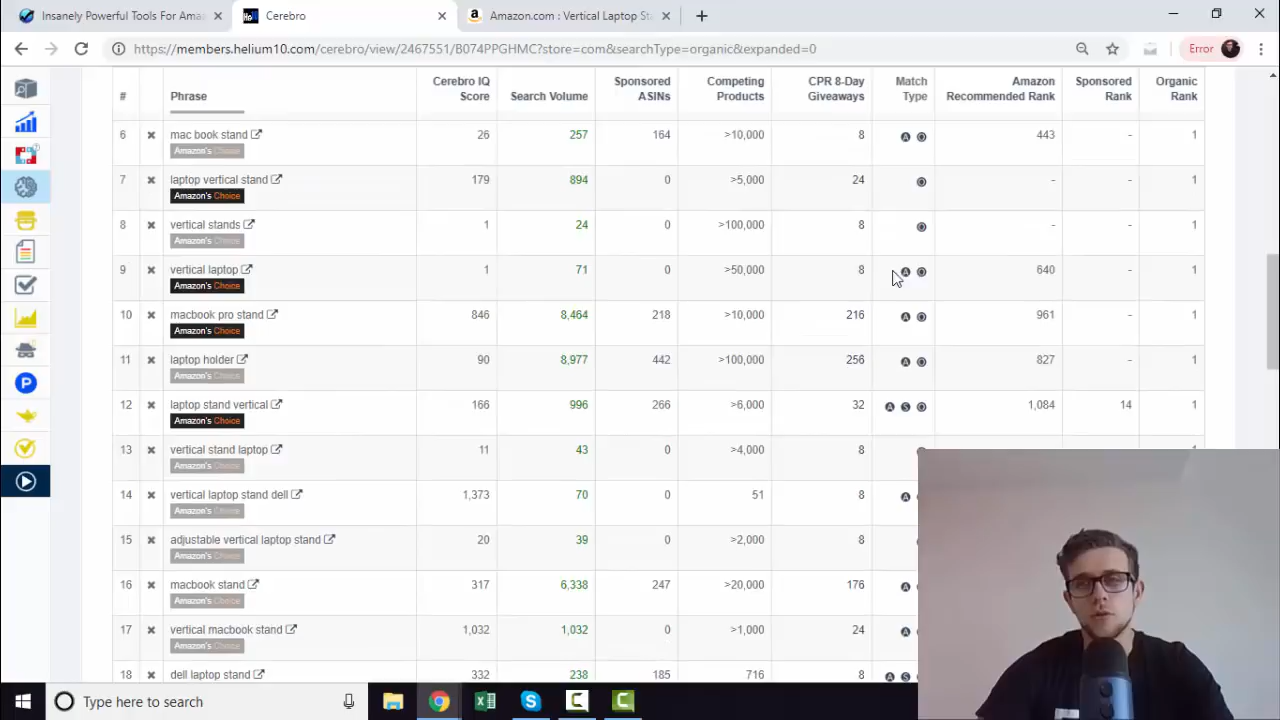 Insanely Powerful Tools For Ama
Cerebro
Amazon.com : Vertical Laptop Sta
https://members.helium10.com/cerebro/view/2467551/B074PPGHMC?store=com&searchType=organic&expanded=0
Error
# Phrase Cerebro IQ Score Search Volume Sponsored ASINs Competing Products CPR 8-Day Giveaways Match Type Amazon Recommended Rank Sponsored Rank Organic Rank
6 mac book stand 26 257 164 >10,000 8 A O 443 - 1
Amazon's Choice
7 laptop vertical stand 179 894 0 >5,000 24 O - - 1
Amazon's Choice
8 vertical stands 1 24 0 >100,000 8 O - - 1
Amazon's Choice
9 vertical laptop 1 71 0 >50,000 8 A O 640 - 1
Amazon's Choice
10 macbook pro stand 846 8,464 218 >10,000 216 A O 961 - 1
Amazon's Choice
11 laptop holder 90 8,977 442 >100,000 256 A O 827 - 1
Amazon's Choice
12 laptop stand vertical 166 996 266 >6,000 32 A S O 1,084 14 1
Amazon's Choice
13 vertical stand laptop 11 43 0 >4,000 8
Amazon's Choice
14 vertical laptop stand dell 1,373 70 0 51 8 A
Amazon's Choice
15 adjustable vertical laptop stand 20 39 0 >2,000 8
Amazon's Choice
16 macbook stand 317 6,338 247 >20,000 176 A
Amazon's Choice
17 vertical macbook stand 1,032 1,032 0 >1,000 24 A
Amazon's Choice
18 dell laptop stand 332 238 185 716 8 A S
Type here to search